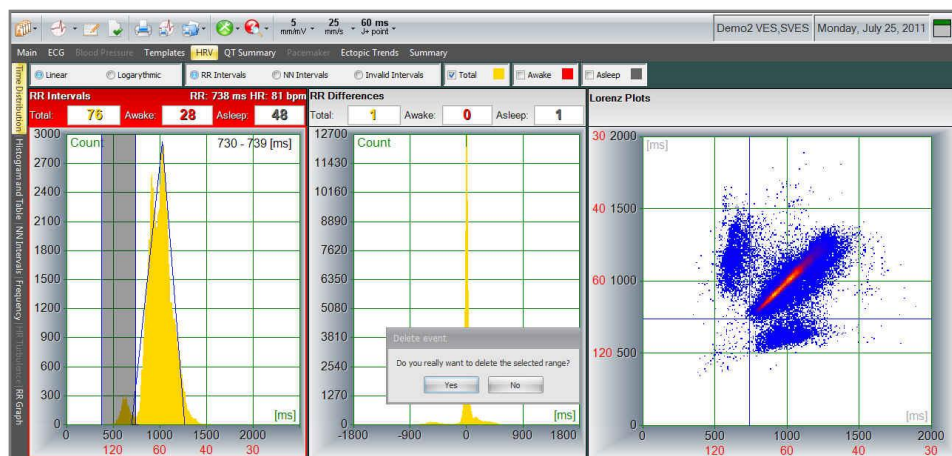 5 mm/mV 25 mm/s 60 ms J+ point Demo2 VES,SVES Monday, July 25, 2011
Main ECG Blood Pressure Templates HRV QT Summary Pacemaker Ectopic Trends Summary
Linear Logarythmic RR Intervals NN Intervals Invalid Intervals Total Awake Asleep
Time Distribution
Histogram and Table
NN Intervals
Frequency
HR Turbulence
RR Graph
RR Intervals RR: 738 ms HR: 81 bpm
Total: 76 Awake: 28 Asleep: 48
Count 730 - 739 [ms]
3000
2700
2400
2100
1800
1500
1200
900
600
300
0
[ms]
0 500 1000 1500 2000
120 60 40 30
RR Differences
Total: 1 Awake: 0 Asleep: 1
Count
12700
11430
10160
8890
7620
6350
5080
3810
2540
1270
0
[ms]
-1800 -900 0 900 1800
Delete event
Do you really want to delete the selected range?
Yes No
Lorenz Plots
[ms]
30 2000
1500
40
60 1000
120 500
0
[ms]
0 500 1000 1500 2000
120 60 40 30